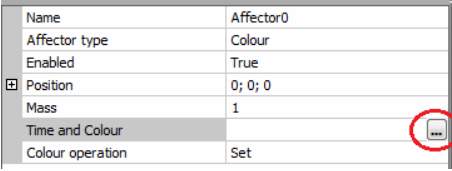 Name Affector0
Affector type Colour
Enabled True
Position 0; 0; 0
Mass 1
Time and Colour ...
Colour operation Set